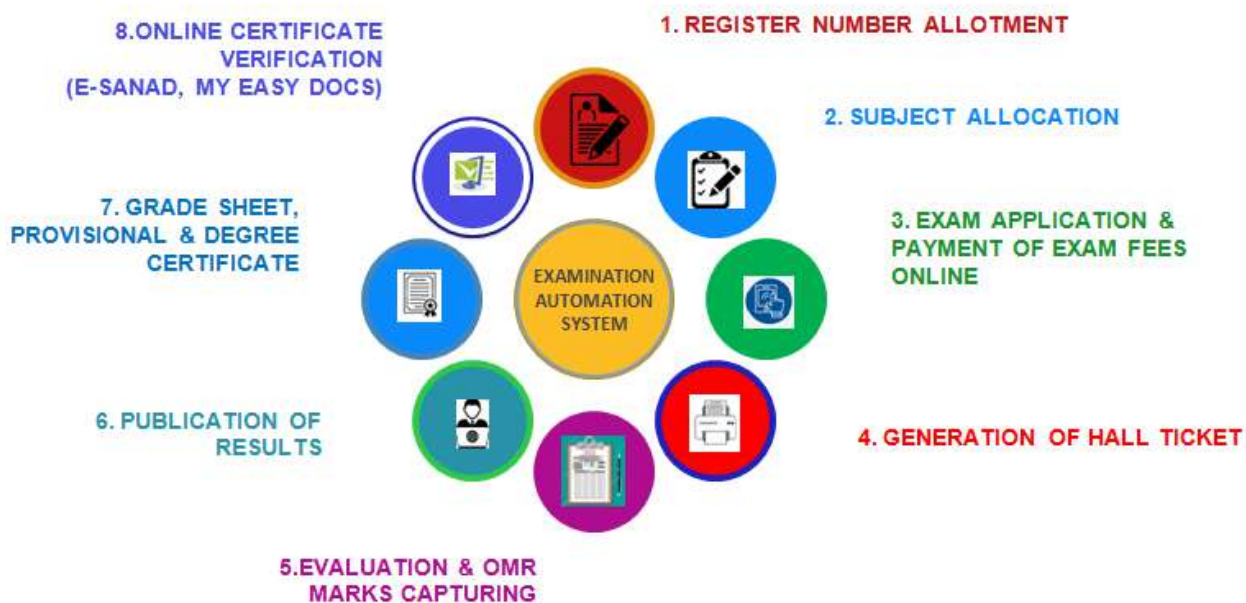 1. REGISTER NUMBER ALLOTMENT
2. SUBJECT ALLOCATION
3. EXAM APPLICATION &
PAYMENT OF EXAM FEES
ONLINE
4. GENERATION OF HALL TICKET
5.EVALUATION & OMR
MARKS CAPTURING
6. PUBLICATION OF
RESULTS
7. GRADE SHEET,
PROVISIONAL & DEGREE
CERTIFICATE
8.ONLINE CERTIFICATE
VERIFICATION
(E-SANAD, MY EASY DOCS)
EXAMINATION
AUTOMATION
SYSTEM